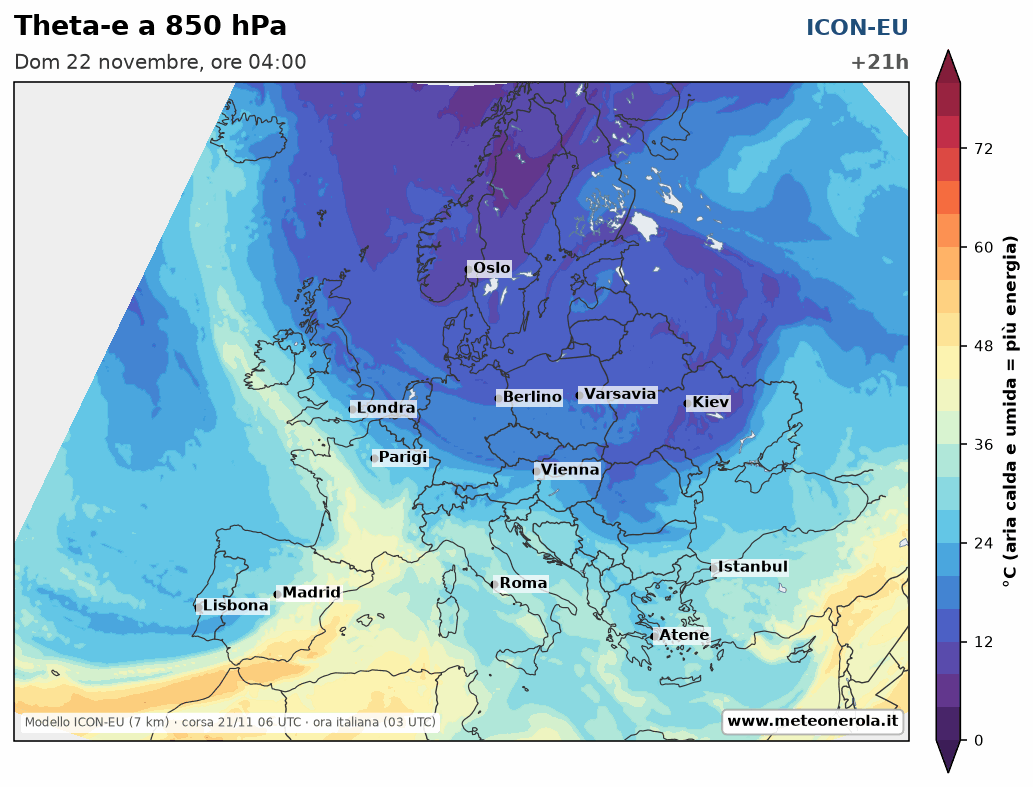 Theta-e a 850 hPa
ICON-EU
Dom 22 novembre, ore 04:00
+21h
Oslo
Londra
Berlino
Varsavia
Kiev
Parigi
Vienna
Istanbul
Roma
Madrid
Lisbona
Atene
Modello ICON-EU (7 km) · corsa 21/11 06 UTC · ora italiana (03 UTC)
www.meteonerola.it
72
60
48
36
24
12
0
°C (aria calda e umida = più energia)